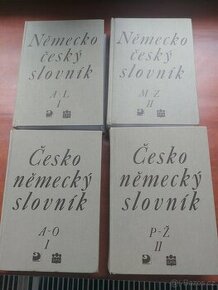 Německo
český
slovník
A-L
I
Německo
český
slovník
M-Z
II
Česko
německý
slovník
A-O
I
Česko
německý
slovník
P-Ž
II